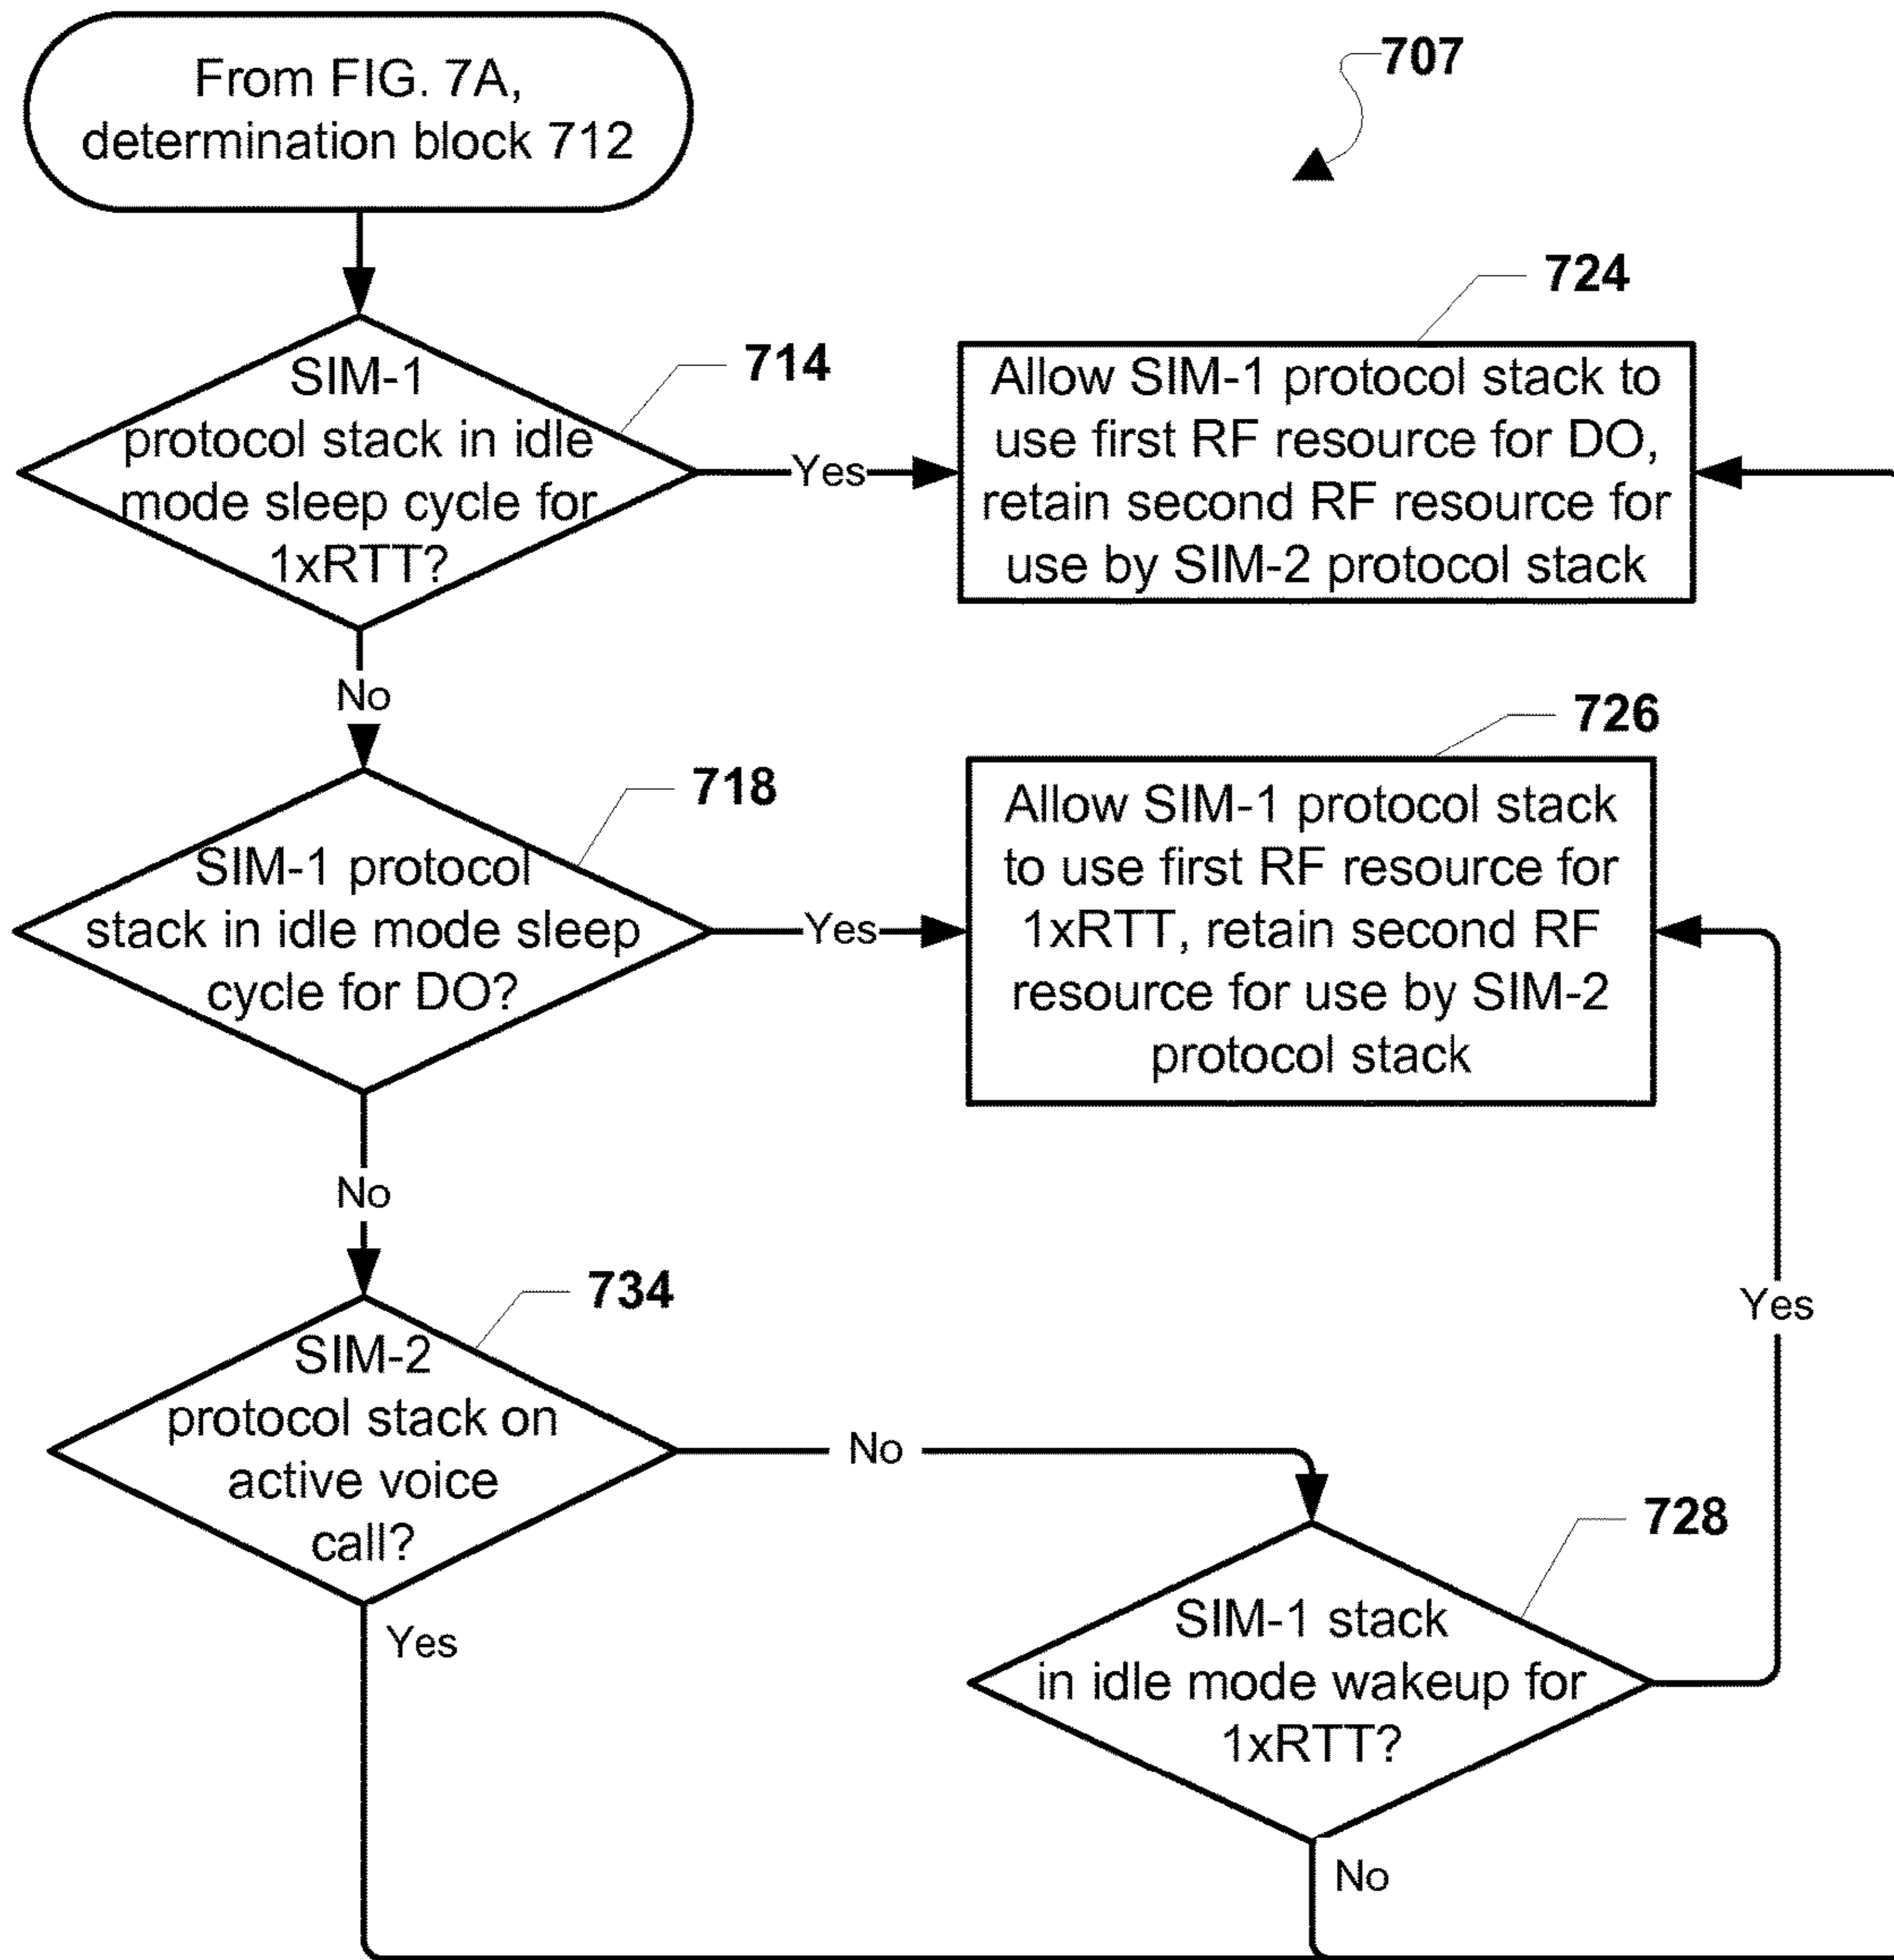 From FIG. 7A,
determination block 712
707
SIM-1
protocol stack in idle
mode sleep cycle for
1xRTT?
714
Yes
No
724
Allow SIM-1 protocol stack to
use first RF resource for DO,
retain second RF resource for
use by SIM-2 protocol stack
SIM-1 protocol
stack in idle mode sleep
cycle for DO?
718
Yes
No
726
Allow SIM-1 protocol stack
to use first RF resource for
1xRTT, retain second RF
resource for use by SIM-2
protocol stack
SIM-2
protocol stack on
active voice
call?
734
No
Yes
SIM-1 stack
in idle mode wakeup for
1xRTT?
728
Yes
No